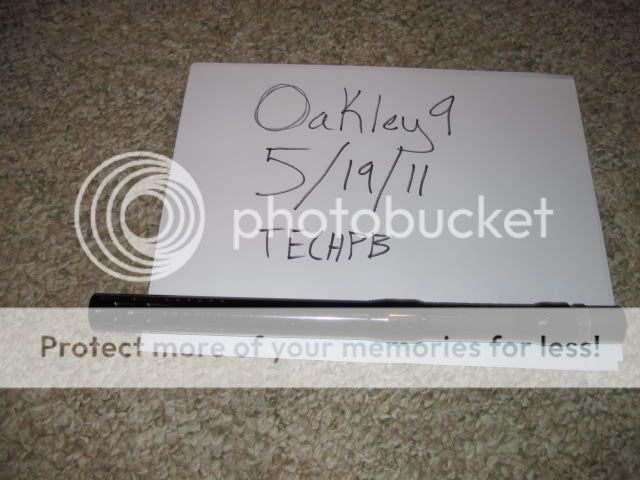 Oakley9
5/19/11
photobucket
TECHPB
Protect more of your memories for less!